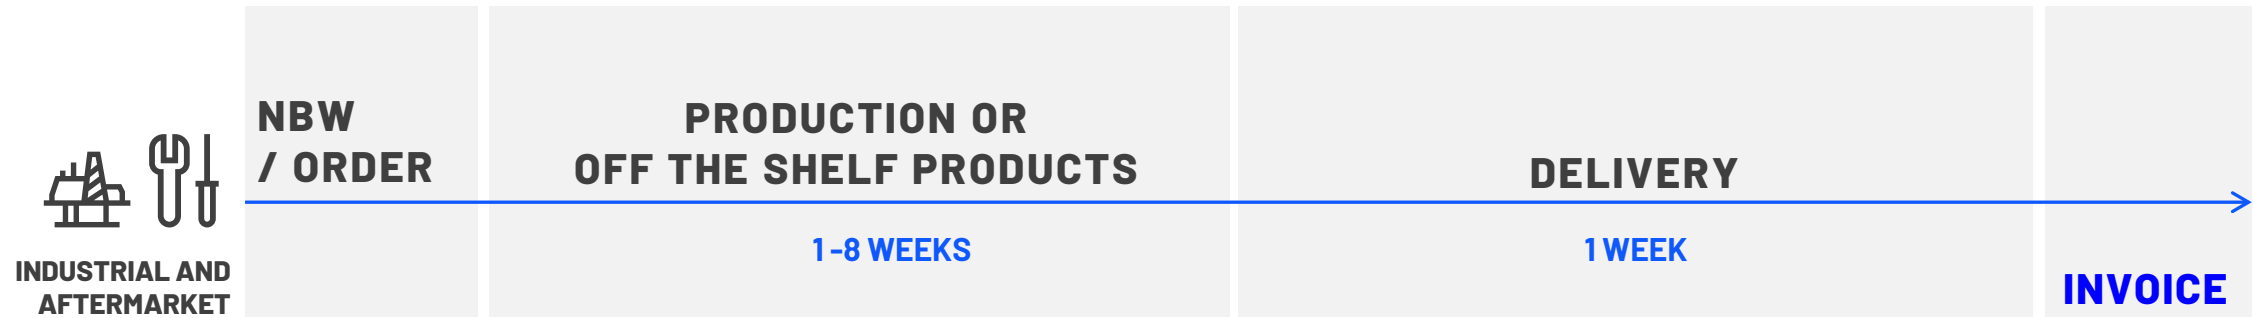 INDUSTRIAL AND
AFTERMARKET
NBW
/ ORDER
PRODUCTION OR
OFF THE SHELF PRODUCTS
1-8 WEEKS
DELIVERY
1 WEEK
INVOICE